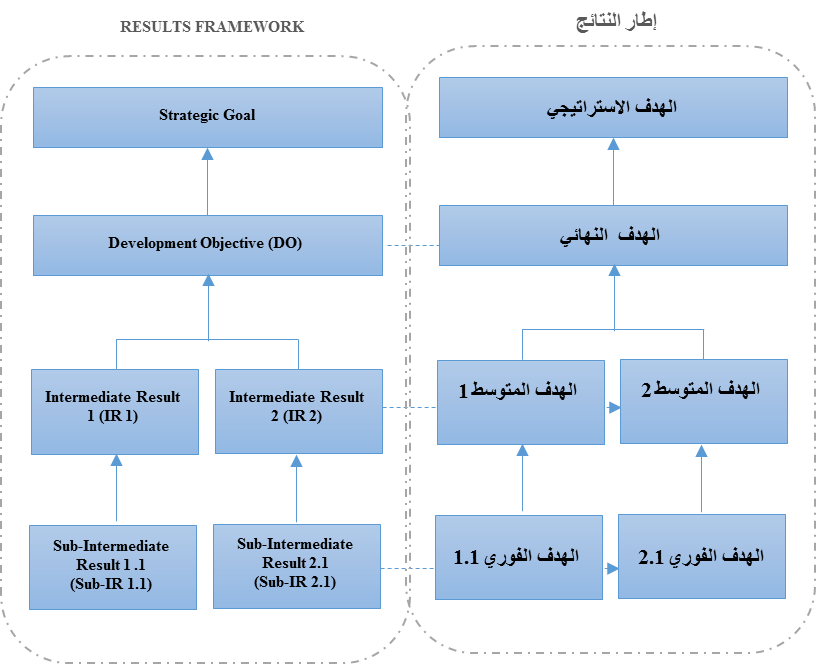 RESULTS FRAMEWORK
Strategic Goal
Development Objective (DO)
Intermediate Result
1 (IR 1)
Intermediate Result
2 (IR 2)
Sub-Intermediate
Result 1 .1
(Sub-IR 1.1)
Sub-Intermediate
Result 2.1
(Sub-IR 2.1)
إطار النتائج
الهدف الاستراتيجي
الهدف النهائي
الهدف المتوسط 1
الهدف المتوسط 2
الهدف الفوري 1.1
الهدف الفوري 2.1